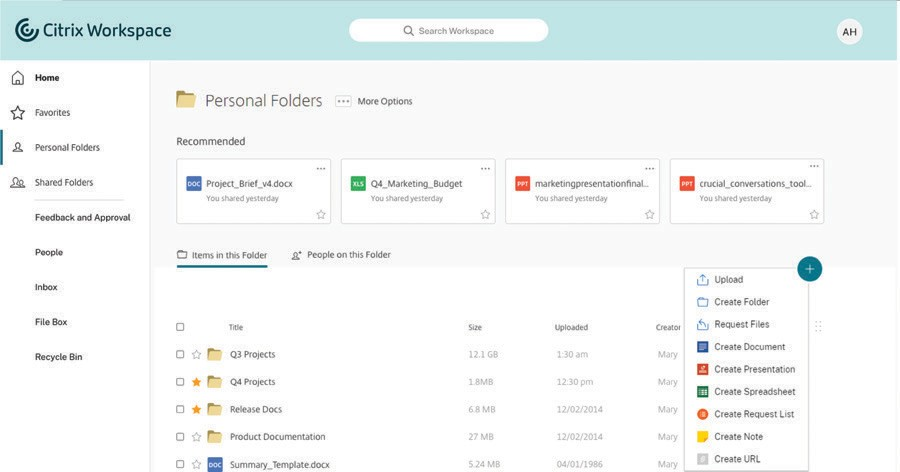 Citrix Workspace
Search Workspace
AH
Home
Favorites
Personal Folders
Shared Folders
Feedback and Approval
People
Inbox
File Box
Recycle Bin
Personal Folders
More Options
Recommended
DOC Project_Brief_v4.docx
You shared yesterday
XLS Q4_Marketing_Budget
You shared yesterday
PPT marketingpresentationfinal...
You shared yesterday
PPT crucial_conversations_tool...
You shared yesterday
Items in this Folder People on this Folder
Title Size Uploaded Creator
Q3 Projects 12.1 GB 1:30 am Mary
Q4 Projects 1.8MB 12:30 pm Mary
Release Docs 6.8 MB 12/02/2014 Mary
Product Documentation 27 MB 12/02/2014 Mary
DOC Summary_Template.docx 5.24 MB 04/01/1986 Mary
Upload
Create Folder
Request Files
Create Document
Create Presentation
Create Spreadsheet
Create Request List
Create Note
Create URL